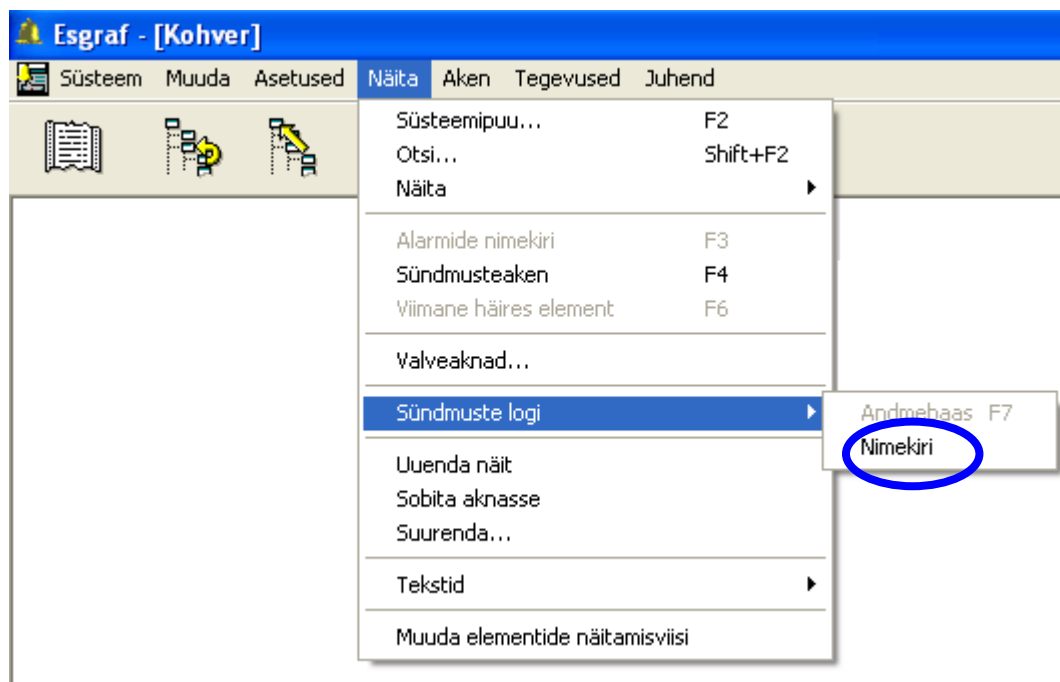 Esgraf - [Kohver]
Süsteem Muuda Asetused Näita Aken Tegevused Juhend
Süsteemipuu... F2
Otsi... Shift+F2
Näita
Alarmide nimekiri F3
Sündmusteaken F4
Viimane häires element F6
Valveaknad...
Sündmuste logi
Andmebaas F7
Nimekiri
Uuenda näit
Sobita aknasse
Suurenda...
Tekstid
Muuda elementide näitamisviisi